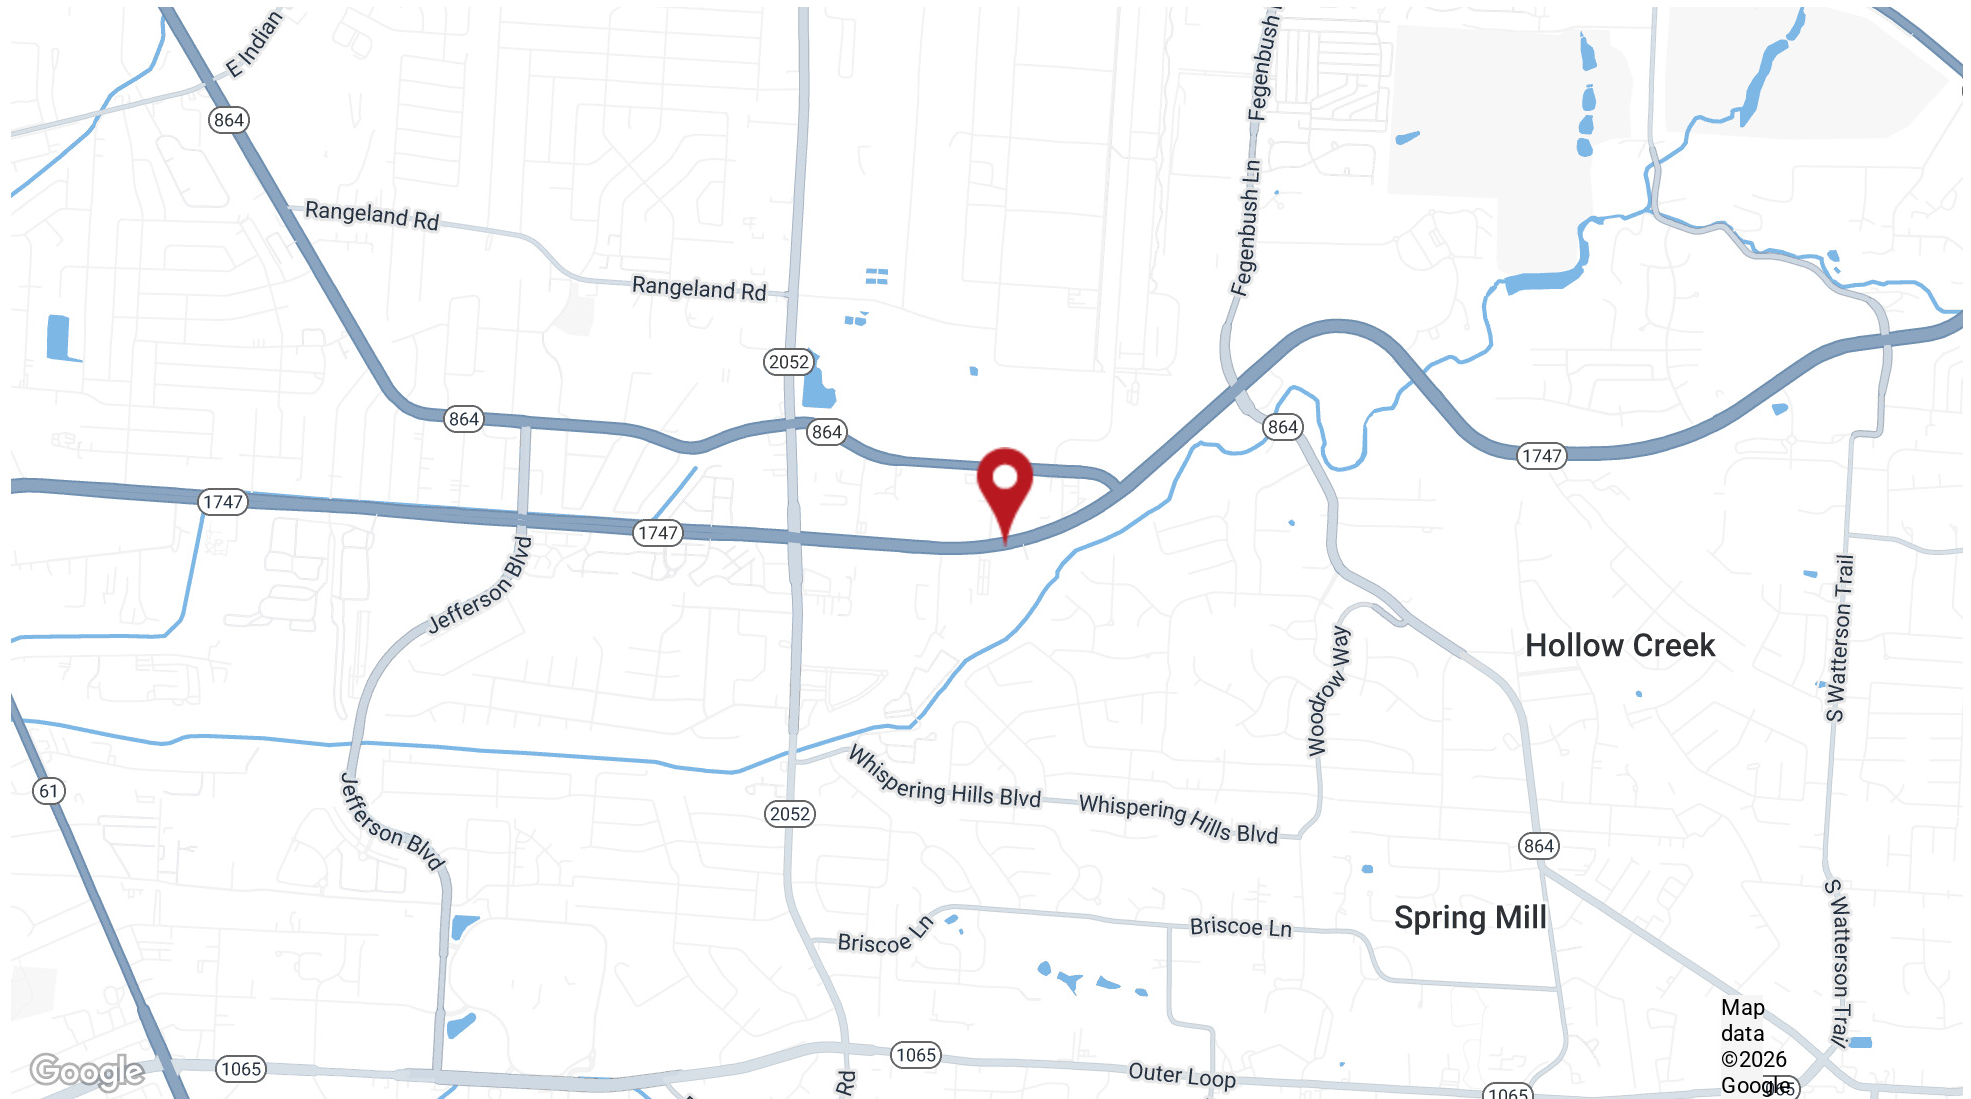 E Indian
Fegenbush
864
Fegenbush Ln
Rangeland Rd
Rangeland Rd
2052
864
864
864
1747
1747
1747
Jefferson Blvd
Hollow Creek
S Watterson Trail
Woodrow Way
Whispering Hills Blvd
Whispering Hills Blvd
61
Jefferson Blvd
2052
864
Spring Mill
Briscoe Ln
Briscoe Ln
S Watterson Trail
Map
data
©2026
Google
1065
1065
Outer Loop
Rd
1065
Google